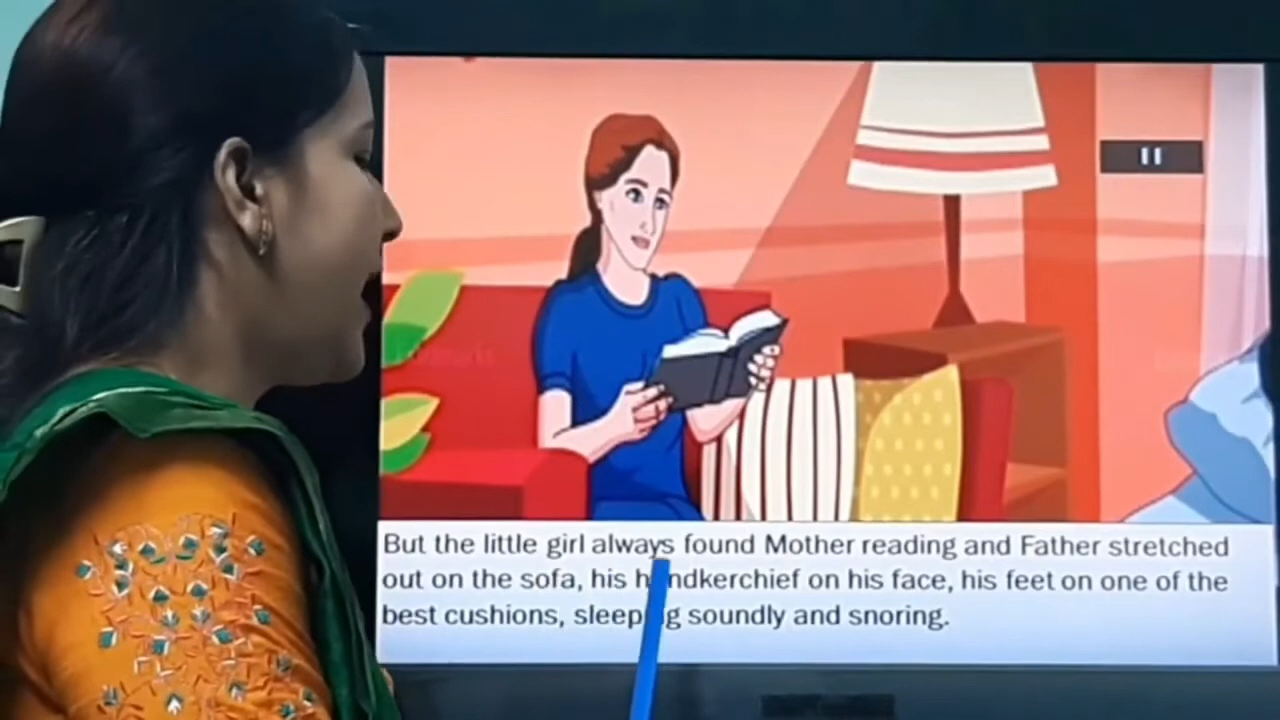 But the little girl always found Mother reading and Father stretched
out on the sofa, his handkerchief on his face, his feet on one of the
best cushions, sleeping soundly and snoring.